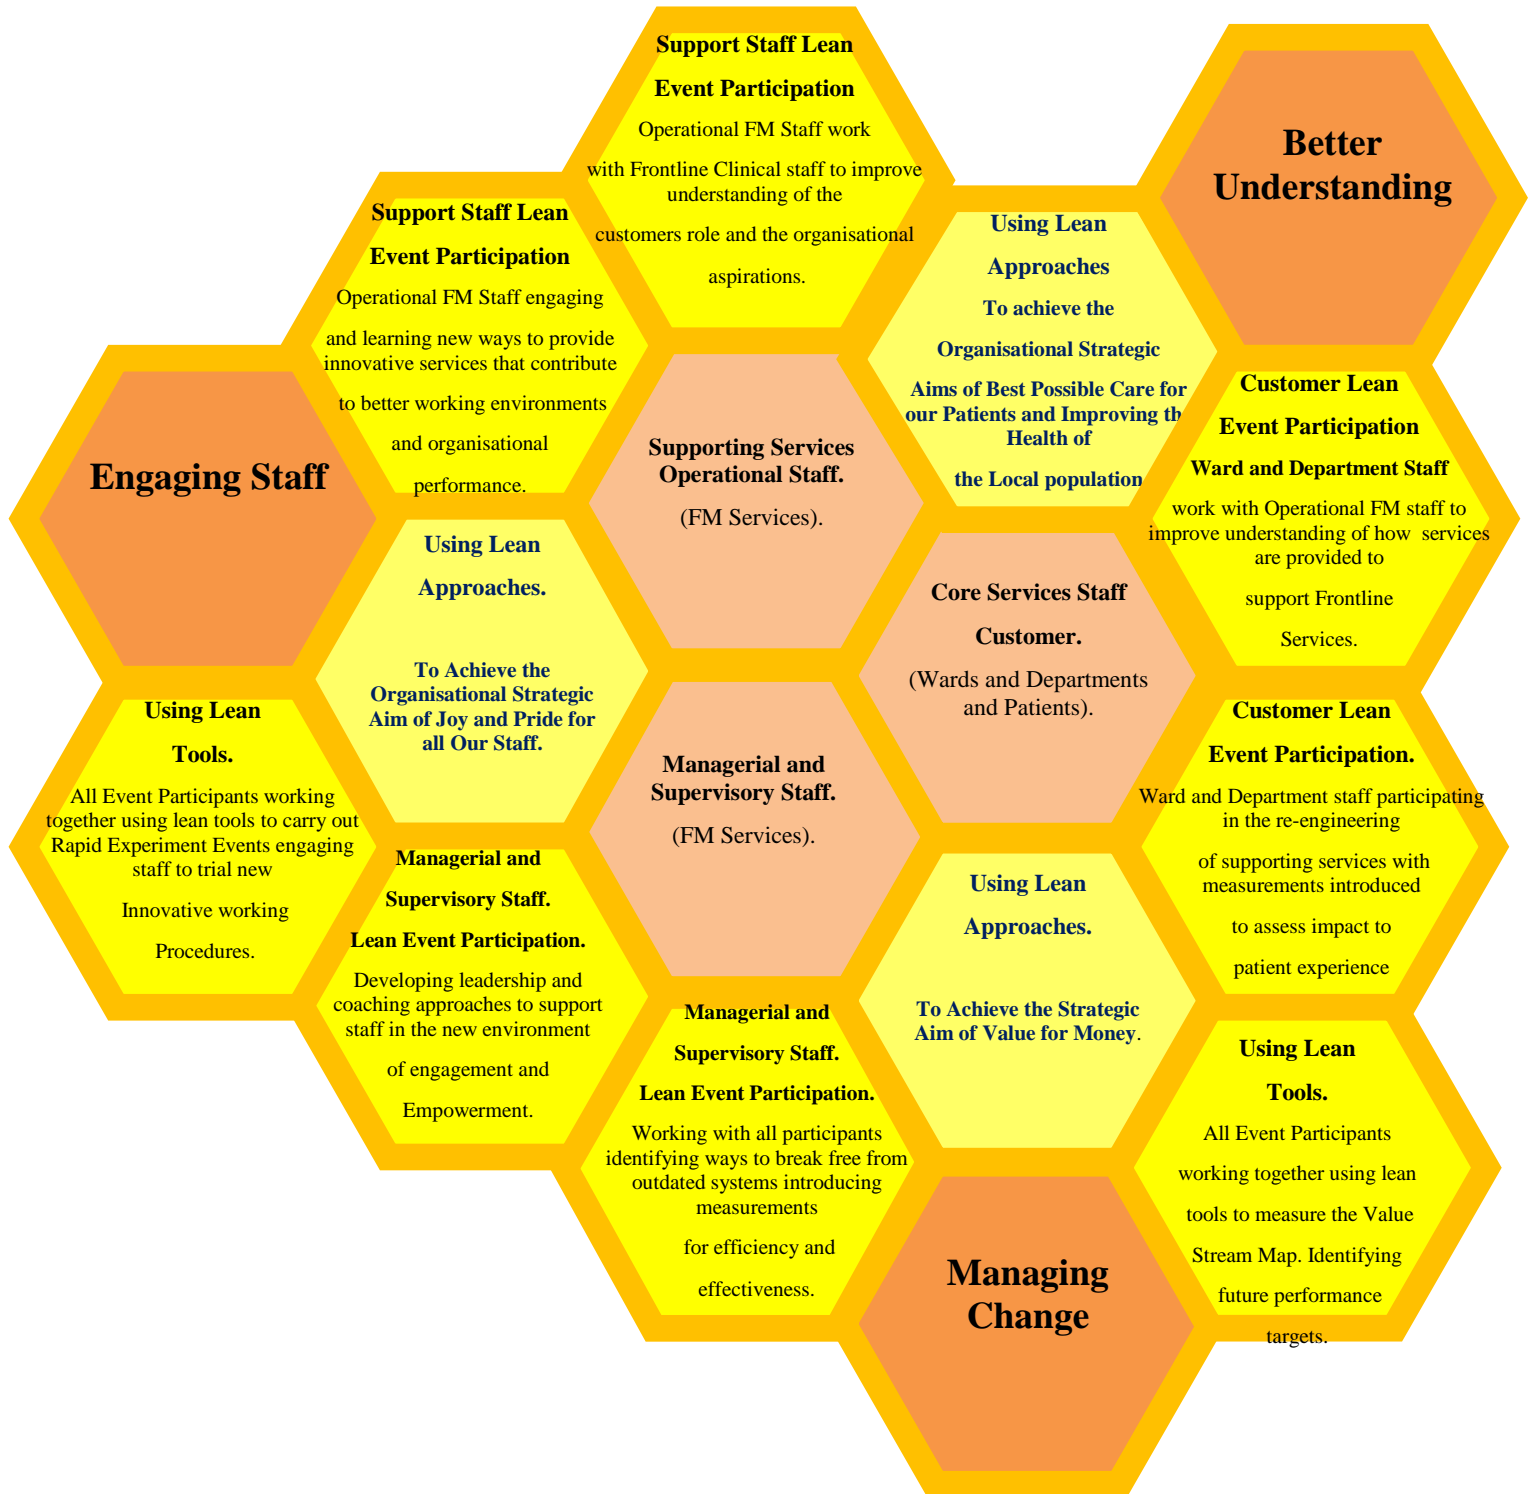 Support Staff Lean
Event Participation
Operational FM Staff work
with Frontline Clinical staff to improve
understanding of the
customers role and the organisational
aspirations.
Better
Understanding
Support Staff Lean
Event Participation
Operational FM Staff engaging
and learning new ways to provide
innovative services that contribute
to better working environments
and organisational
performance.
Using Lean
Approaches
To achieve the
Organisational Strategic
Aims of Best Possible Care for
our Patients and Improving th
Health of
the Local population
Engaging Staff
Supporting Services
Operational Staff.
(FM Services).
Customer Lean
Event Participation
Ward and Department Staff
work with Operational FM staff to
improve understanding of how services
are provided to
support Frontline
Services.
Using Lean
Approaches.
To Achieve the
Organisational Strategic
Aim of Joy and Pride for
all Our Staff.
Core Services Staff
Customer.
(Wards and Departments
and Patients).
Using Lean
Tools.
All Event Participants working
together using lean tools to carry out
Rapid Experiment Events engaging
staff to trial new
Innovative working
Procedures.
Managerial and
Supervisory Staff.
(FM Services).
Customer Lean
Event Participation.
Ward and Department staff participating
in the re-engineering
of supporting services with
measurements introduced
to assess impact to
patient experience
Managerial and
Supervisory Staff.
Lean Event Participation.
Developing leadership and
coaching approaches to support
staff in the new environment
of engagement and
Empowerment.
Using Lean
Approaches.
To Achieve the Strategic
Aim of Value for Money.
Managerial and
Supervisory Staff.
Lean Event Participation.
Working with all participants
identifying ways to break free from
outdated systems introducing
measurements
for efficiency and
effectiveness.
Using Lean
Tools.
All Event Participants
working together using lean
tools to measure the Value
Stream Map. Identifying
future performance
targets.
Managing
Change